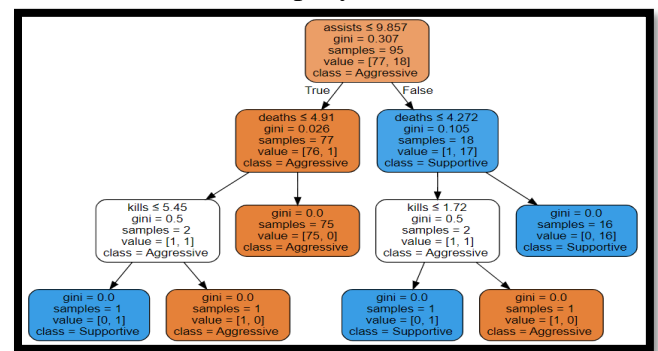 assists ≤ 9.857
gini = 0.307
samples = 95
value = [77, 18]
class = Aggressive
True
False
deaths ≤ 4.91
gini = 0.026
samples = 77
value = [76, 1]
class = Aggressive
deaths ≤ 4.272
gini = 0.105
samples = 18
value = [1, 17]
class = Supportive
kills ≤ 5.45
gini = 0.5
samples = 2
value = [1, 1]
class = Aggressive
gini = 0.0
samples = 75
value = [75, 0]
class = Aggressive
kills ≤ 1.72
gini = 0.5
samples = 2
value = [1, 1]
class = Aggressive
gini = 0.0
samples = 16
value = [0, 16]
class = Supportive
gini = 0.0
samples = 1
value = [0, 1]
class = Supportive
gini = 0.0
samples = 1
value = [1, 0]
class = Aggressive
gini = 0.0
samples = 1
value = [0, 1]
class = Supportive
gini = 0.0
samples = 1
value = [1, 0]
class = Aggressive